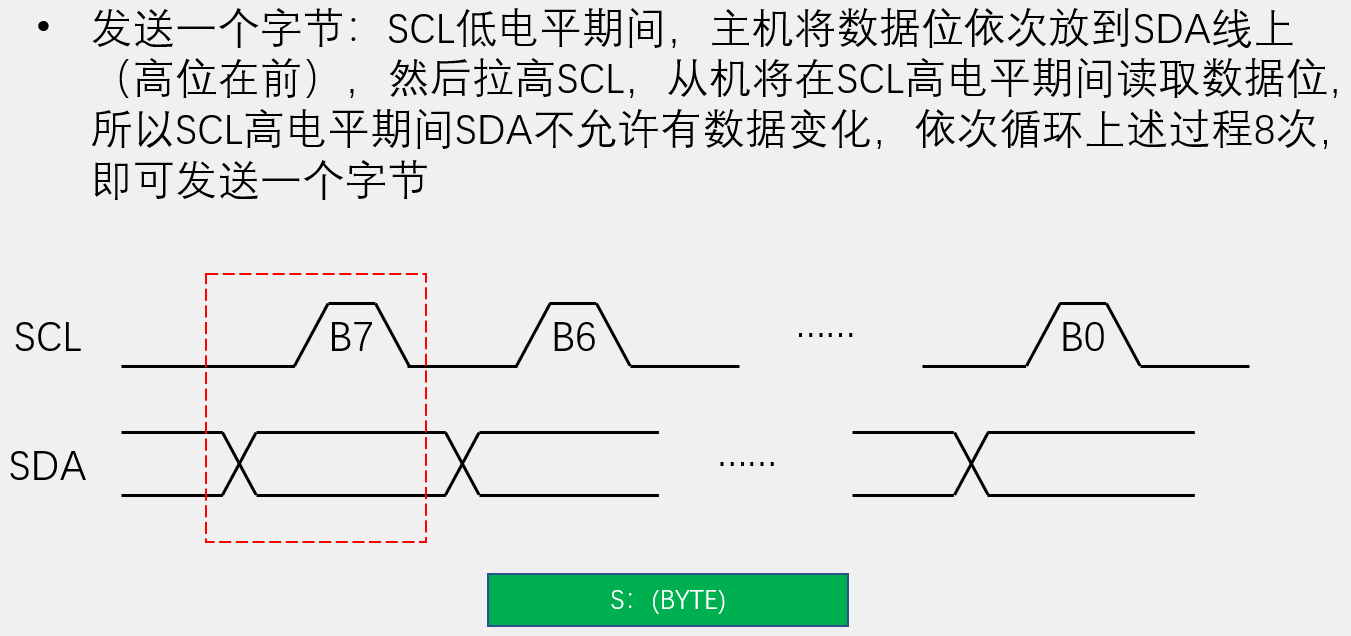 • 发送一个字节：SCL低电平期间，主机将数据位依次放到SDA线上
（高位在前），然后拉高SCL，从机将在SCL高电平期间读取数据位，
所以SCL高电平期间SDA不允许有数据变化，依次循环上述过程8次，
即可发送一个字节
SCL B7 B6 …… B0
SDA ……
S：(BYTE)